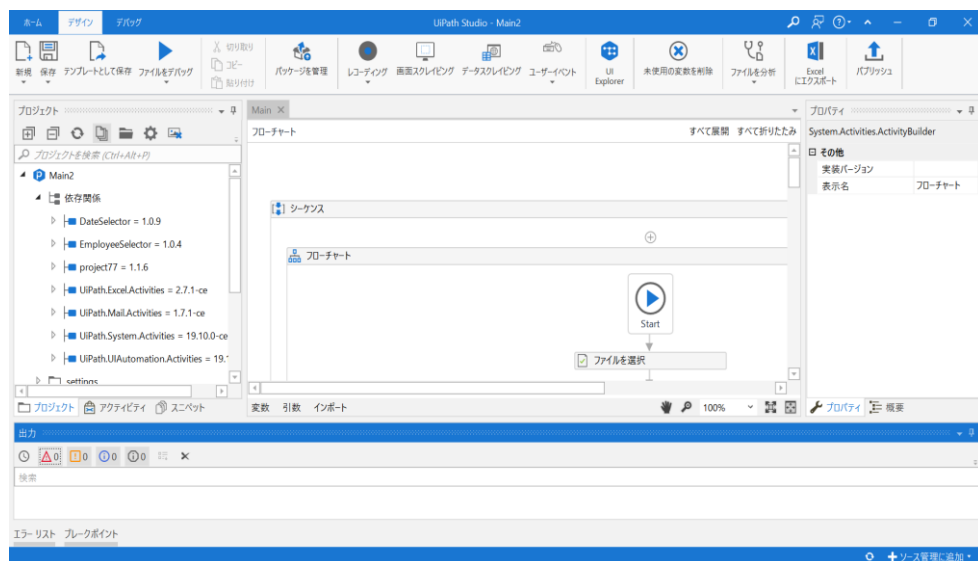 ホーム デザイン デバッグ UiPath Studio - Main2
新規 保存 テンプレートとして保存 ファイルをデバッグ
切り取り
コピー
貼り付け
パッケージを管理 レコーディング 画面スクレイピング データスクレイピング ユーザーイベント
UI Explorer
未使用の変数を削除 ファイルを分析
Excel にエクスポート
パブリッシュ
プロジェクト
プロジェクトを検索 (Ctrl+Alt+P)
Main2
依存関係
DateSelector = 1.0.9
EmployeeSelector = 1.0.4
project77 = 1.1.6
UiPath.Excel.Activities = 2.7.1-ce
UiPath.Mail.Activities = 1.7.1-ce
UiPath.System.Activities = 19.10.0-ce
UiPath.UIAutomation.Activities = 19.
settings
プロジェクト アクティビティ スニペット
Main
フローチャート すべて展開 すべて折りたたみ
シーケンス
フローチャート
Start
ファイルを選択
変数 引数 インポート 100%
プロパティ
System.Activities.ActivityBuilder
その他
実装バージョン
表示名 フローチャート
プロパティ 概要
出力
0 0 0 0
検索
エラー リスト ブレークポイント
ソース管理に追加